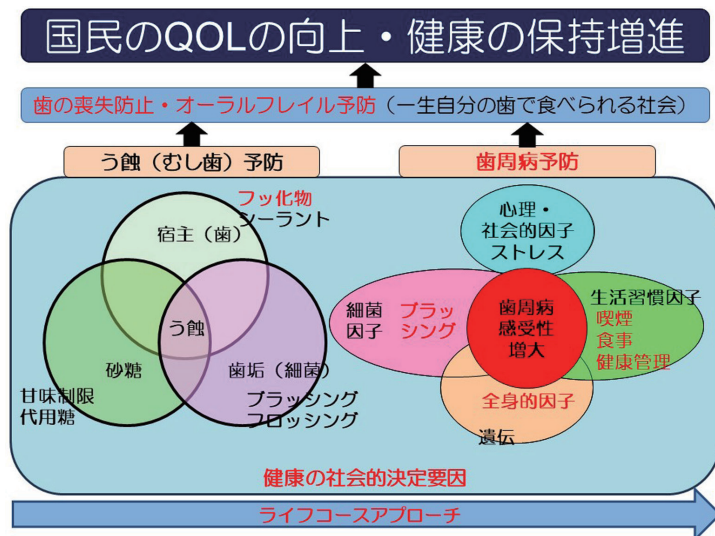 国民のQOLの向上・健康の保持増進
歯の喪失防止・オーラルフレイル予防（一生自分の歯で食べられる社会）
う蝕（むし歯）予防
歯周病予防
フッ化物
シーラント
宿主（歯）
う蝕
砂糖
歯垢（細菌）
甘味制限
代用糖
ブラッシング
フロッシング
心理・
社会的因子
ストレス
細菌
因子
ブラッ
シング
歯周病
感受性
増大
生活習慣因子
喫煙
食事
健康管理
全身的因子
遺伝
健康の社会的決定要因
ライフコースアプローチ